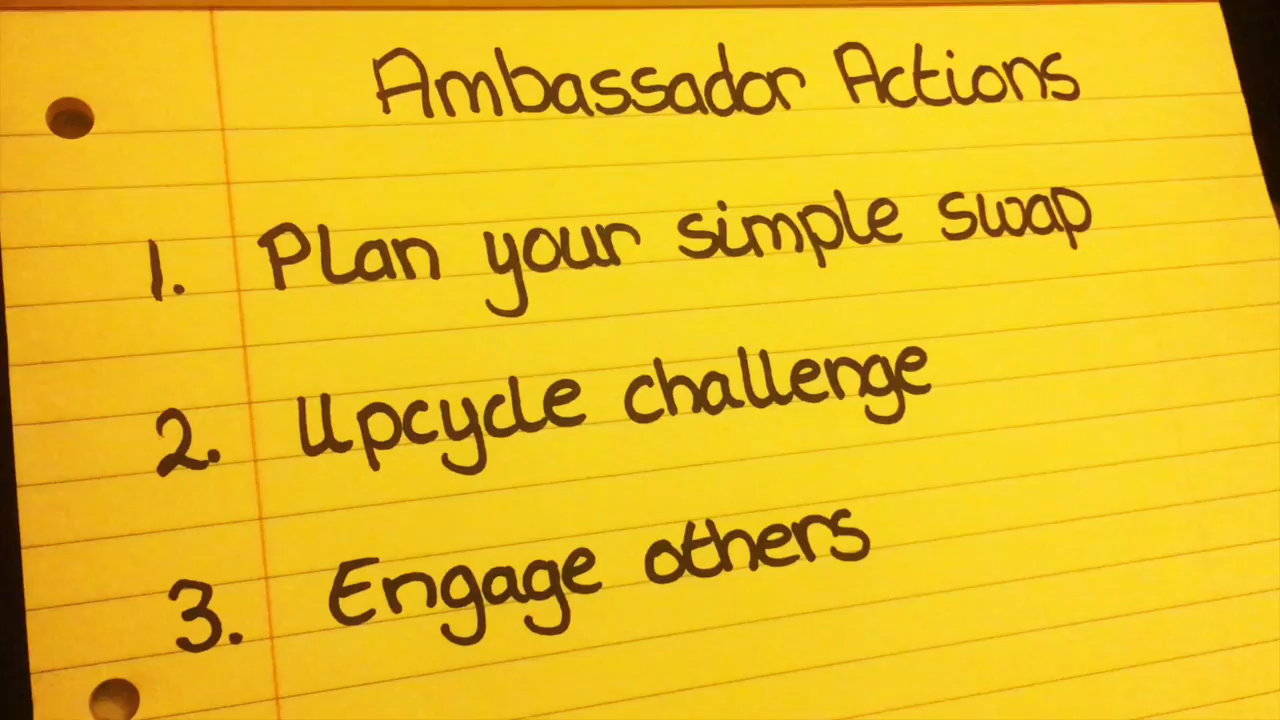 Ambassador Actions
1. Plan your simple swap
2. Upcycle challenge
3. Engage others